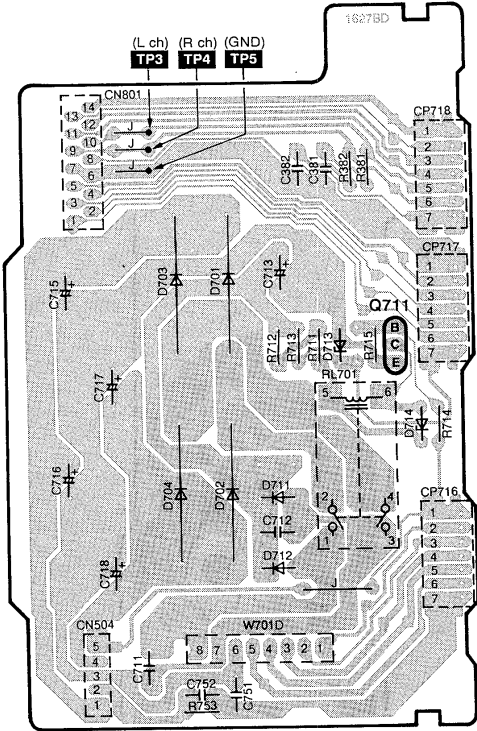 1627BD
(L ch) (R ch) (GND)
TP3 TP4 TP5
CN801
14
13
12
11
10
9
8
7
6
5
4
3
2
1
J
J
J
C382
C381
R382
R381
CP718
1
2
3
4
5
6
7
CP717
1
2
3
4
5
6
7
C715
D703
D701
C713
+
+
Q711
B
C
E
R712
R713
R711
D713
R715
RL701
5 6
C717
+
D714
R714
C716
+
D704
D702
D711
C712
D712
2 4
1 3
CP716
1
2
3
4
5
6
7
C718
+
J
CN504
5
4
3
2
1
W701D
8 7 6 5 4 3 2 1
C711
C752
R753
C751